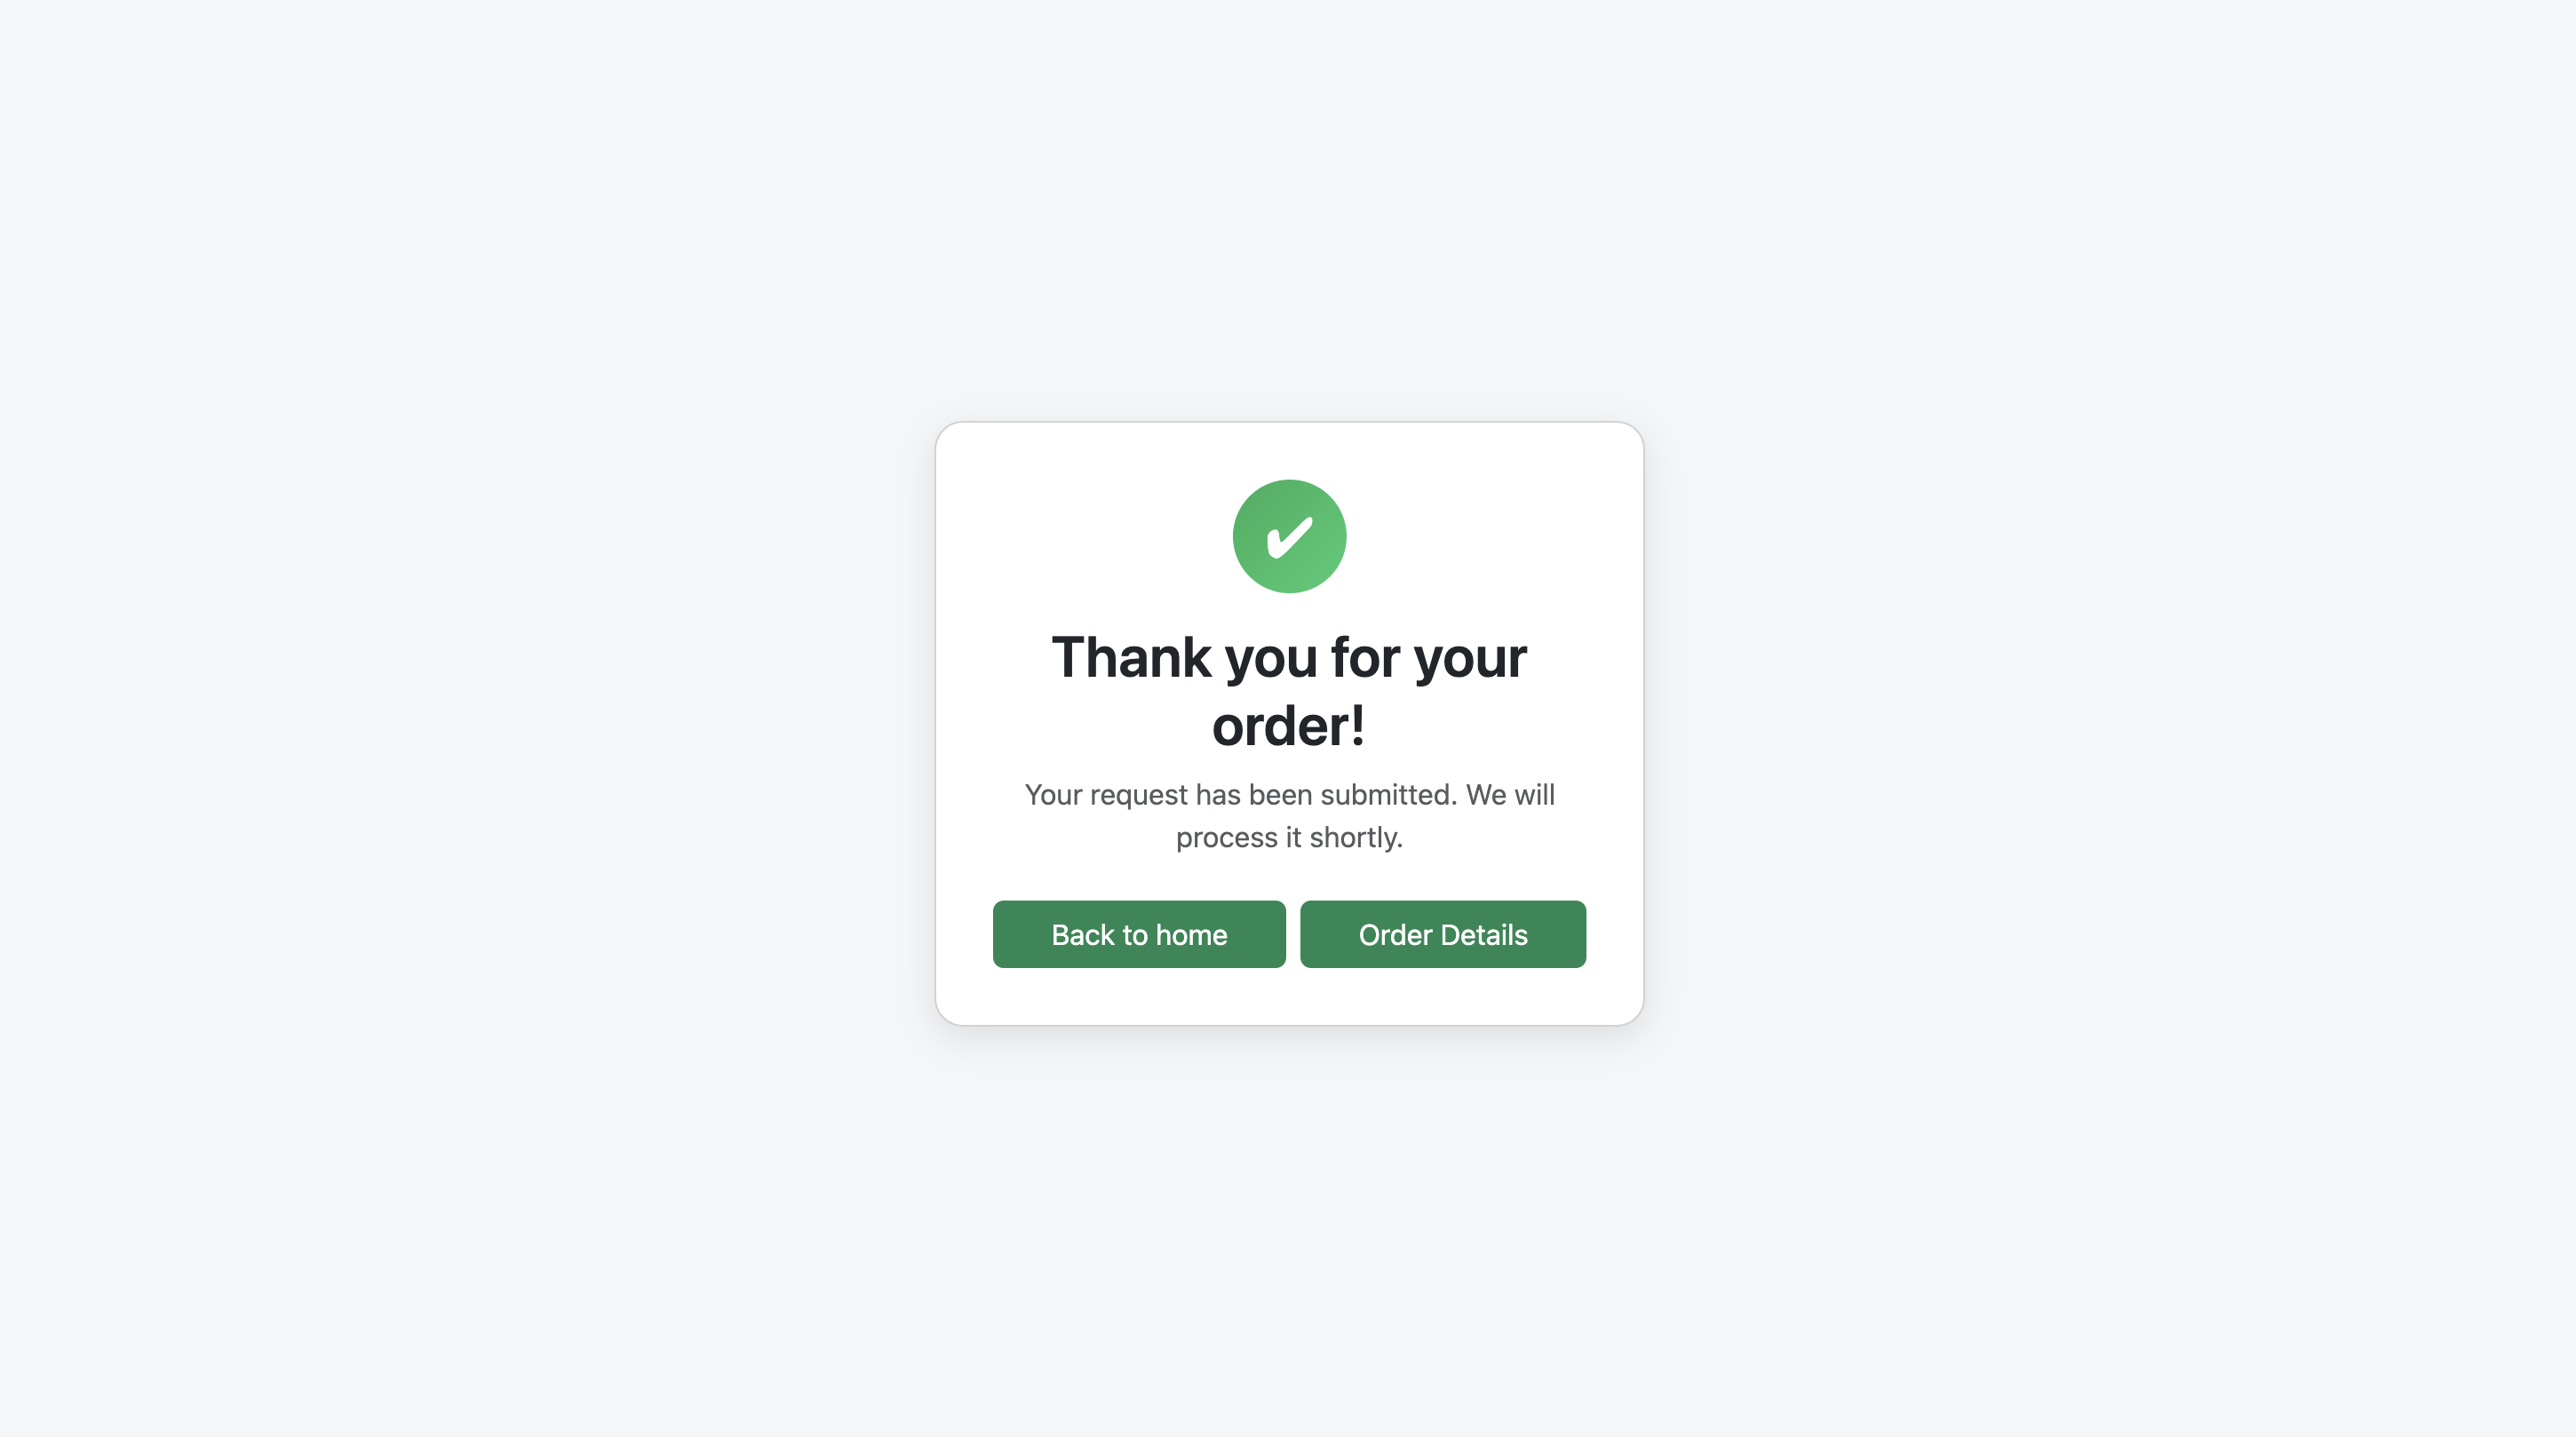 Thank you for your
order!
Your request has been submitted. We will
process it shortly.
Back to home
Order Details